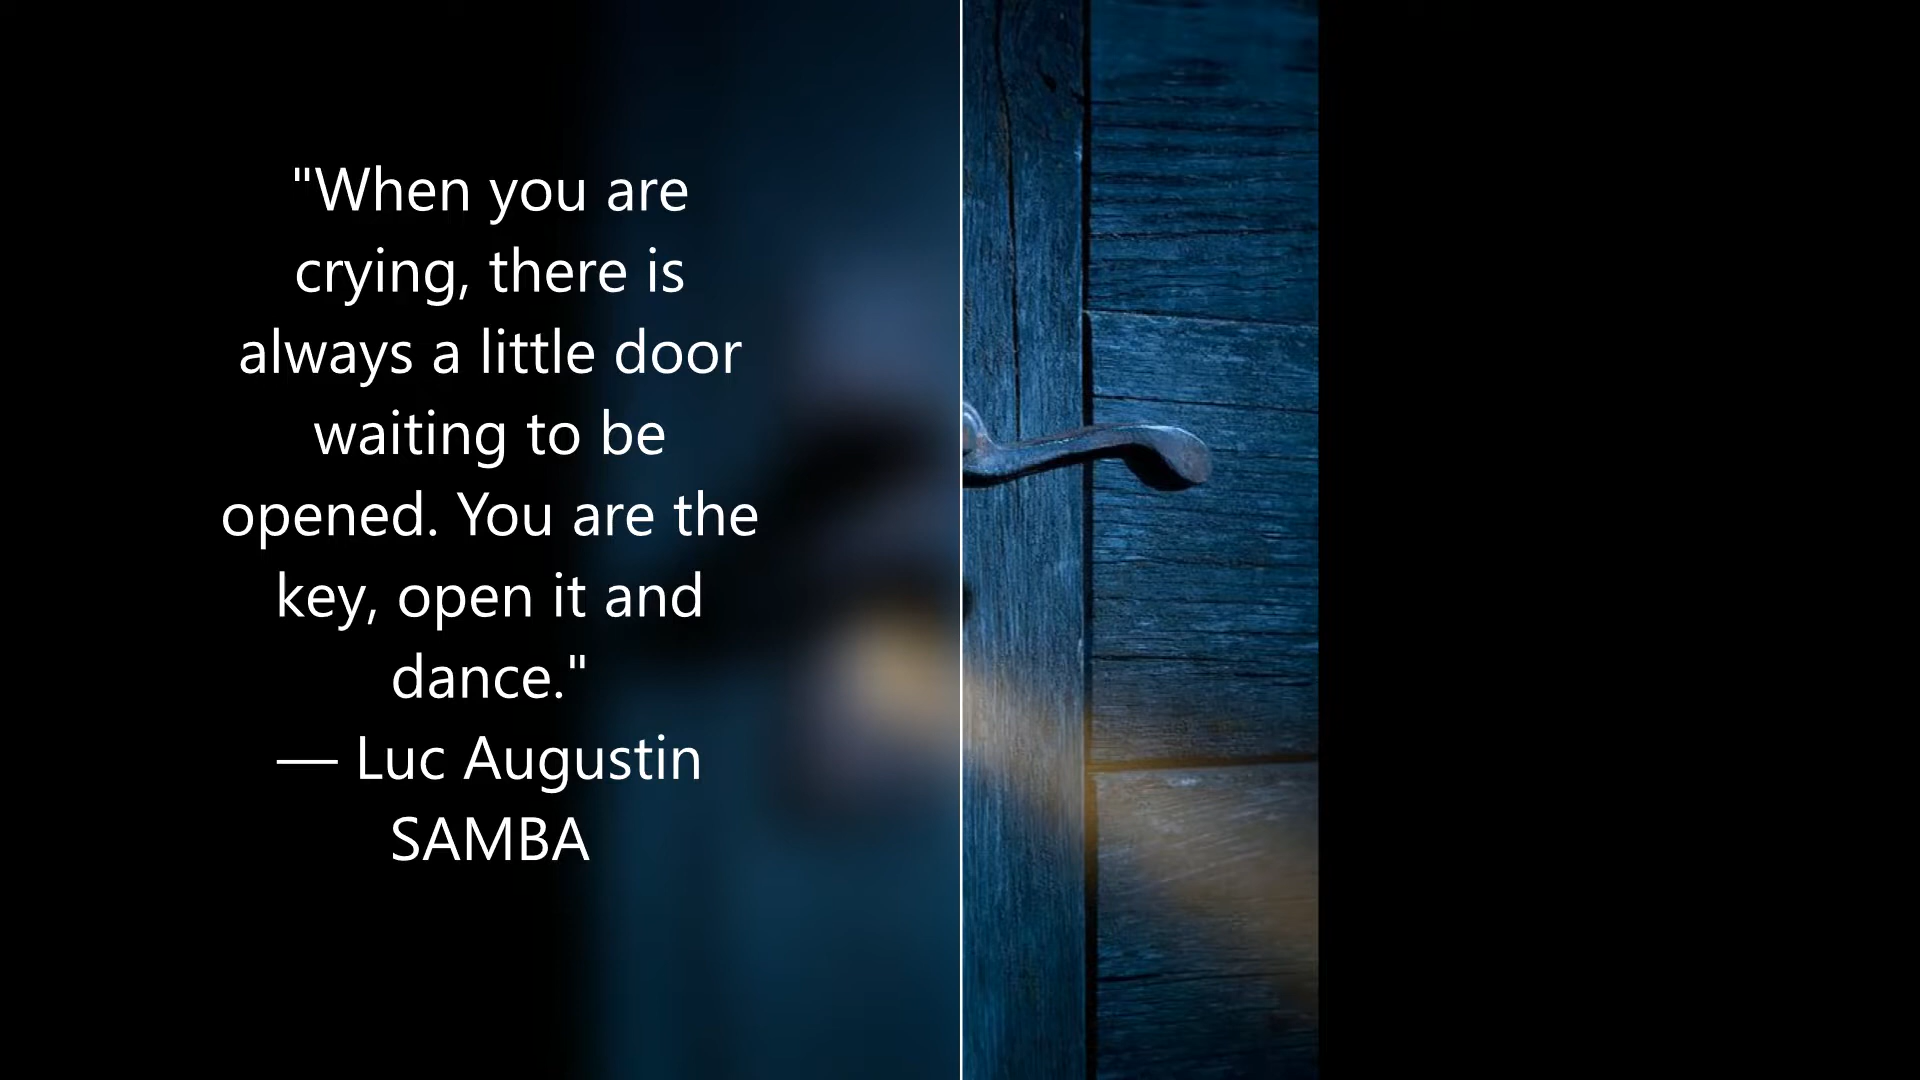 "When you are
crying, there is
always a little door
waiting to be
opened. You are the
key, open it and
dance."
— Luc Augustin
SAMBA